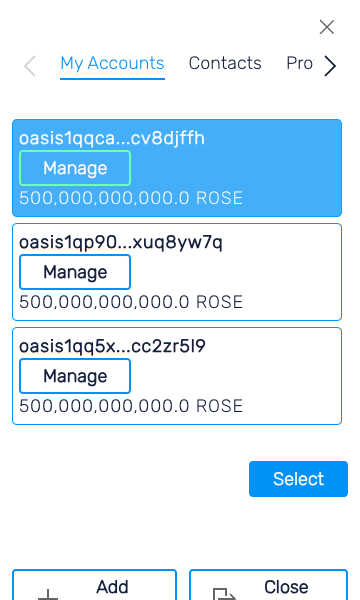 My Accounts Contacts Pro
oasis1qqca...cv8djffh
Manage
500,000,000,000.0 ROSE
oasis1qp90...xuq8yw7q
Manage
500,000,000,000.0 ROSE
oasis1qq5x...cc2zr5l9
Manage
500,000,000,000.0 ROSE
Select
Add Close